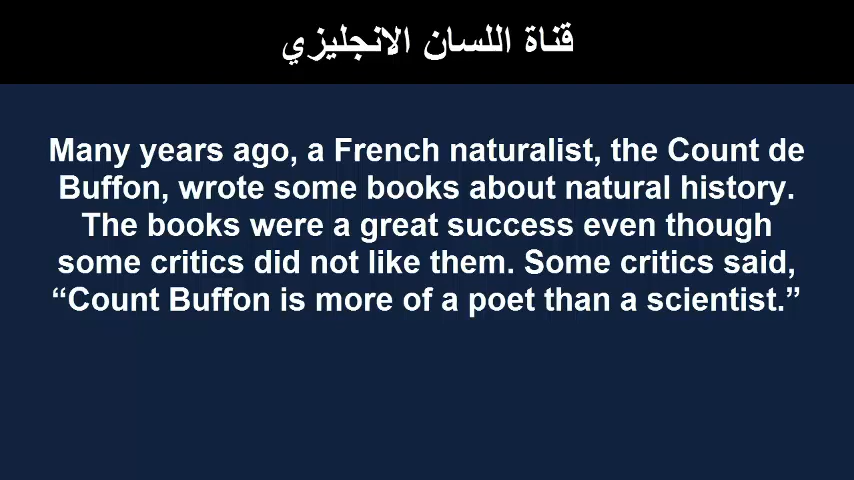 قناة اللسان الانجليزي
Many years ago, a French naturalist, the Count de
Buffon, wrote some books about natural history.
The books were a great success even though
some critics did not like them. Some critics said,
“Count Buffon is more of a poet than a scientist.”